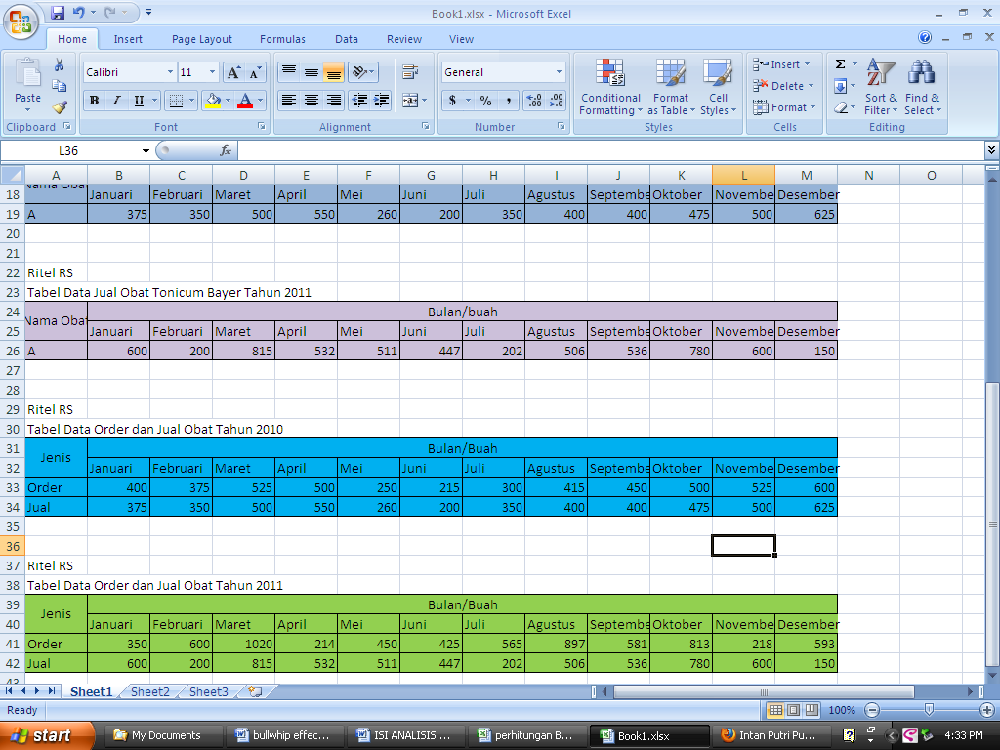 Book1.xlsx - Microsoft Excel
Home Insert Page Layout Formulas Data Review View
Paste
Calibri 11
B I U
General
$ % ,
Conditional Formatting
Format as Table
Cell Styles
Insert
Delete
Format
Σ
Sort & Filter
Find & Select
Clipboard Font Alignment Number Styles Cells Editing
L36 fx
A B C D E F G H I J K L M N O
18 Nama Obat Januari Februari Maret April Mei Juni Juli Agustus Septembe Oktober Novembe Desember
19 A 375 350 500 550 260 200 350 400 400 475 500 625
20
21
22 Ritel RS
23 Tabel Data Jual Obat Tonicum Bayer Tahun 2011
24 Nama Obat Bulan/buah
25 Januari Februari Maret April Mei Juni Juli Agustus Septembe Oktober Novembe Desember
26 A 600 200 815 532 511 447 202 506 536 780 600 150
27
28
29 Ritel RS
30 Tabel Data Order dan Jual Obat Tahun 2010
31 Jenis Bulan/Buah
32 Januari Februari Maret April Mei Juni Juli Agustus Septembe Oktober Novembe Desember
33 Order 400 375 525 500 250 215 300 415 450 500 525 600
34 Jual 375 350 500 550 260 200 350 400 400 475 500 625
35
36
37 Ritel RS
38 Tabel Data Order dan Jual Obat Tahun 2011
39 Jenis Bulan/Buah
40 Januari Februari Maret April Mei Juni Juli Agustus Septembe Oktober Novembe Desember
41 Order 350 600 1020 214 450 425 565 897 581 813 218 593
42 Jual 600 200 815 532 511 447 202 506 536 780 600 150
43
Sheet1 Sheet2 Sheet3
Ready 100%
start My Documents bullwhip effec... ISI ANALISIS ... perhitungan B... Book1.xlsx Intan Putri Pu... 4:33 PM